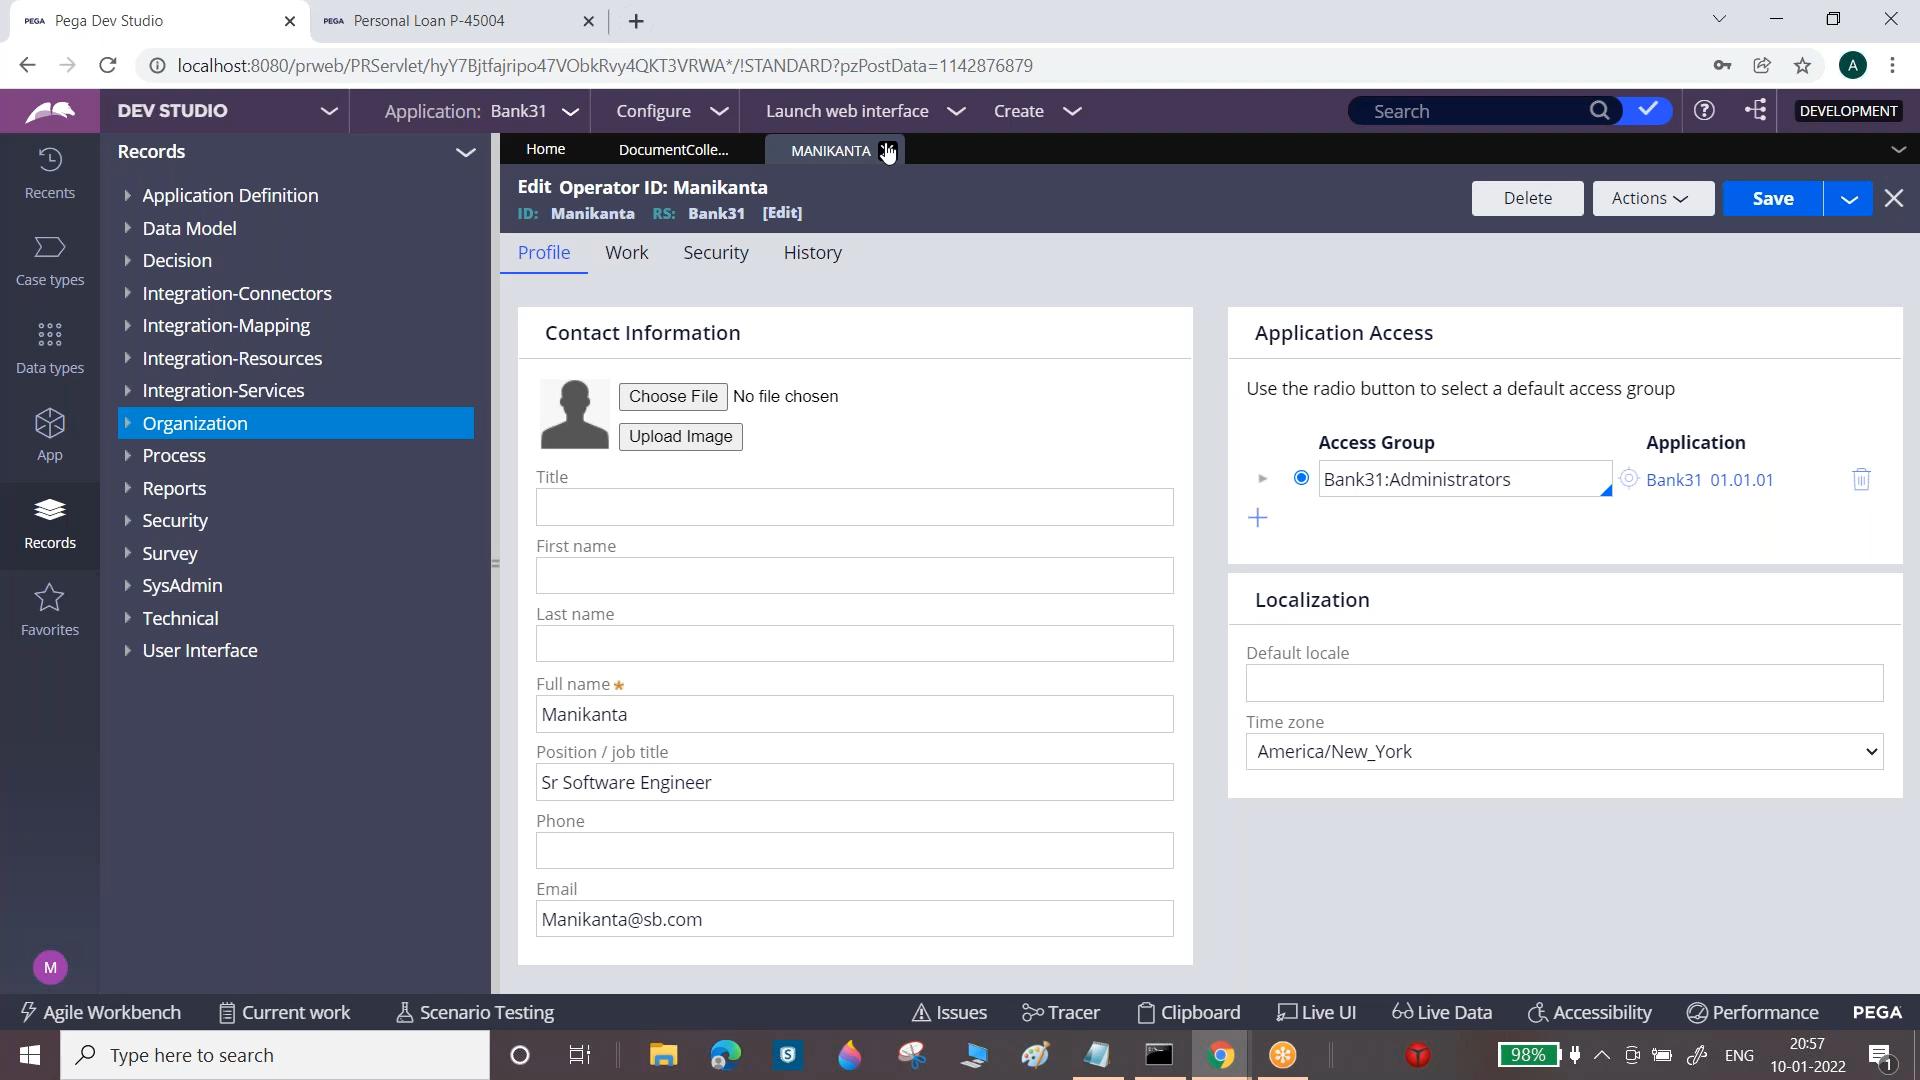 PEGA Pega Dev Studio
PEGA Personal Loan P-45004
localhost:8080/prweb/PRServlet/hyY7Bjtfajripo47VObkRvy4QKT3VRWA*/!STANDARD?pzPostData=1142876879
A
DEV STUDIO
Application: Bank31
Configure
Launch web interface
Create
Search
DEVELOPMENT
Recents
Case types
Data types
App
Records
Favorites
M
Records
Application Definition
Data Model
Decision
Integration-Connectors
Integration-Mapping
Integration-Resources
Integration-Services
Organization
Process
Reports
Security
Survey
SysAdmin
Technical
User Interface
Home
DocumentColle...
MANIKANTA
Edit Operator ID: Manikanta
ID: Manikanta RS: Bank31 [Edit]
Delete
Actions
Save
Profile
Work
Security
History
Contact Information
Choose File No file chosen
Upload Image
Title
First name
Last name
Full name *
Manikanta
Position / job title
Sr Software Engineer
Phone
Email
Manikanta@sb.com
Application Access
Use the radio button to select a default access group
Access Group Application
Bank31:Administrators Bank31 01.01.01
Localization
Default locale
Time zone
America/New_York
Agile Workbench
Current work
Scenario Testing
Issues
Tracer
Clipboard
Live UI
Live Data
Accessibility
Performance
PEGA
Type here to search
S
98%
ENG
20:57
10-01-2022
1